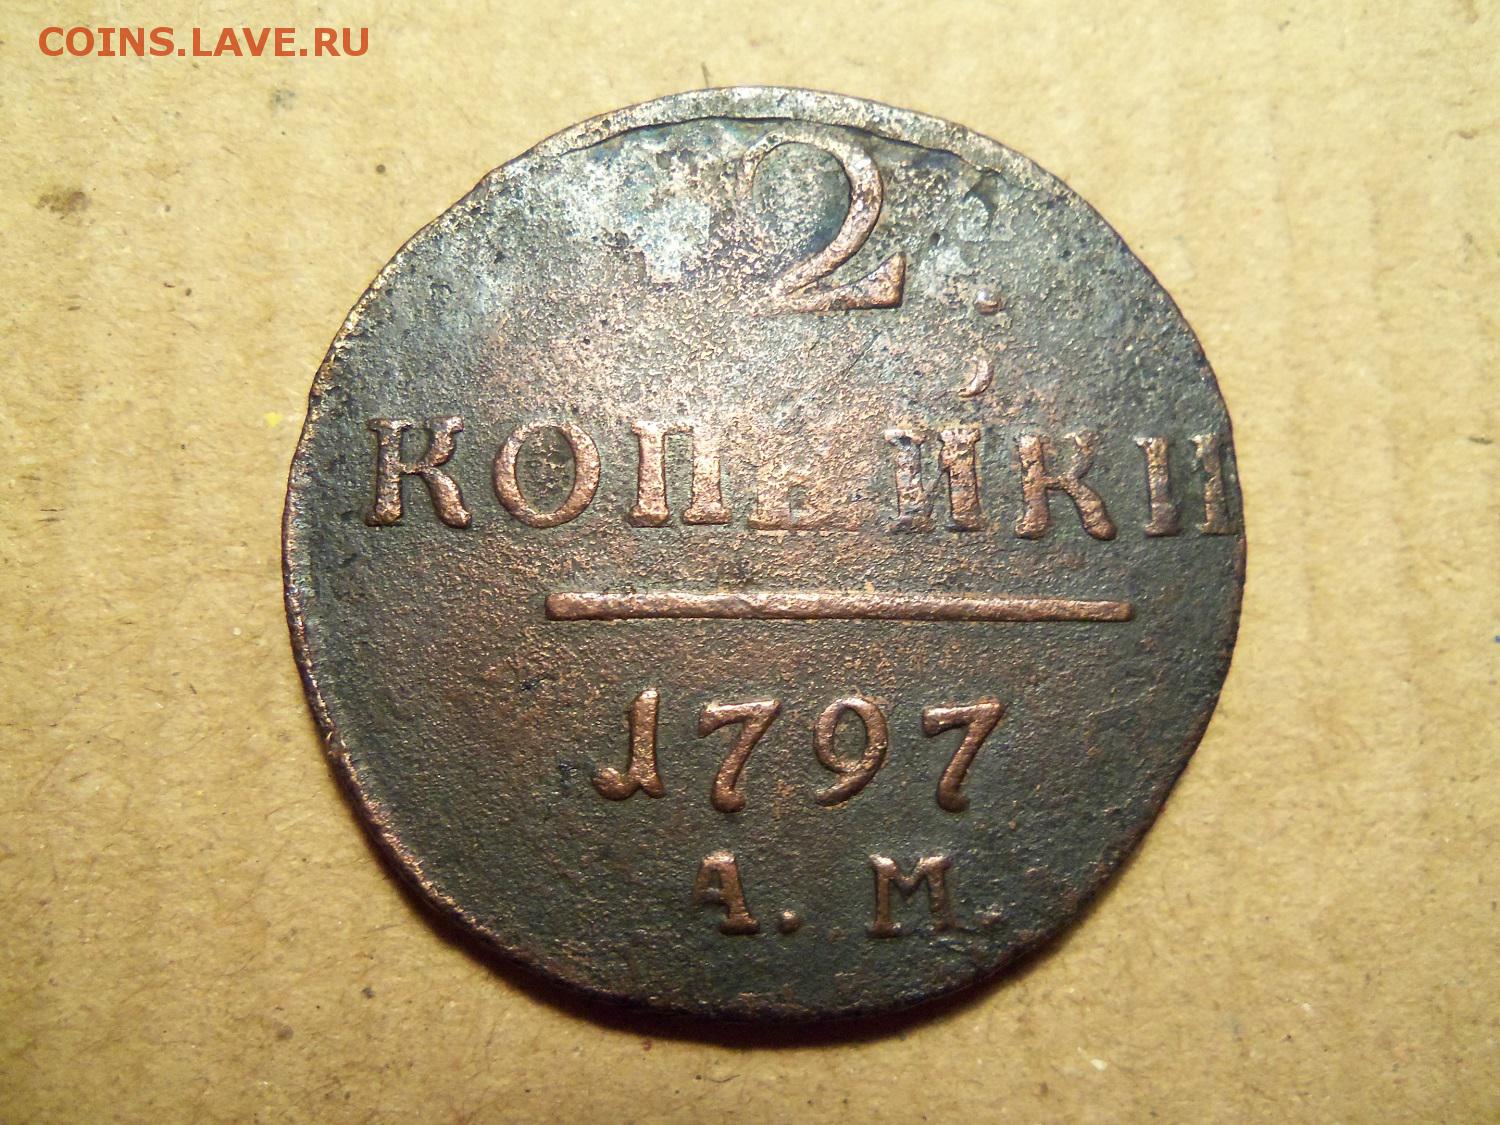 COINS.LAVE.RU
2.
КОПѢЙКИ
1797
А. М.